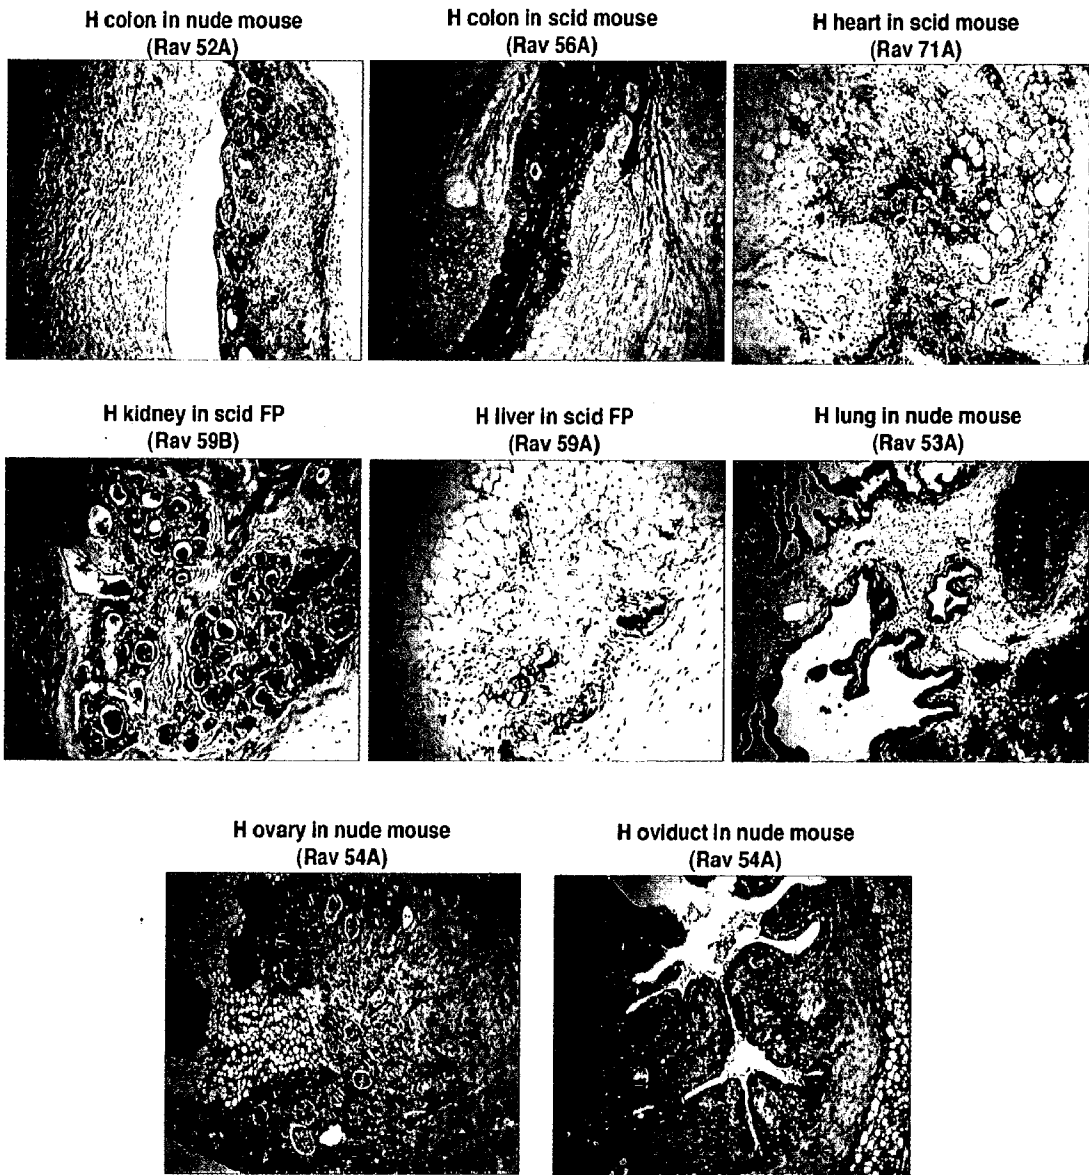 H colon in nude mouse
(Rav 52A)
H colon in scid mouse
(Rav 56A)
H heart in scid mouse
(Rav 71A)
H kidney in scid FP
(Rav 59B)
H liver in scid FP
(Rav 59A)
H lung in nude mouse
(Rav 53A)
H ovary in nude mouse
(Rav 54A)
H oviduct in nude mouse
(Rav 54A)